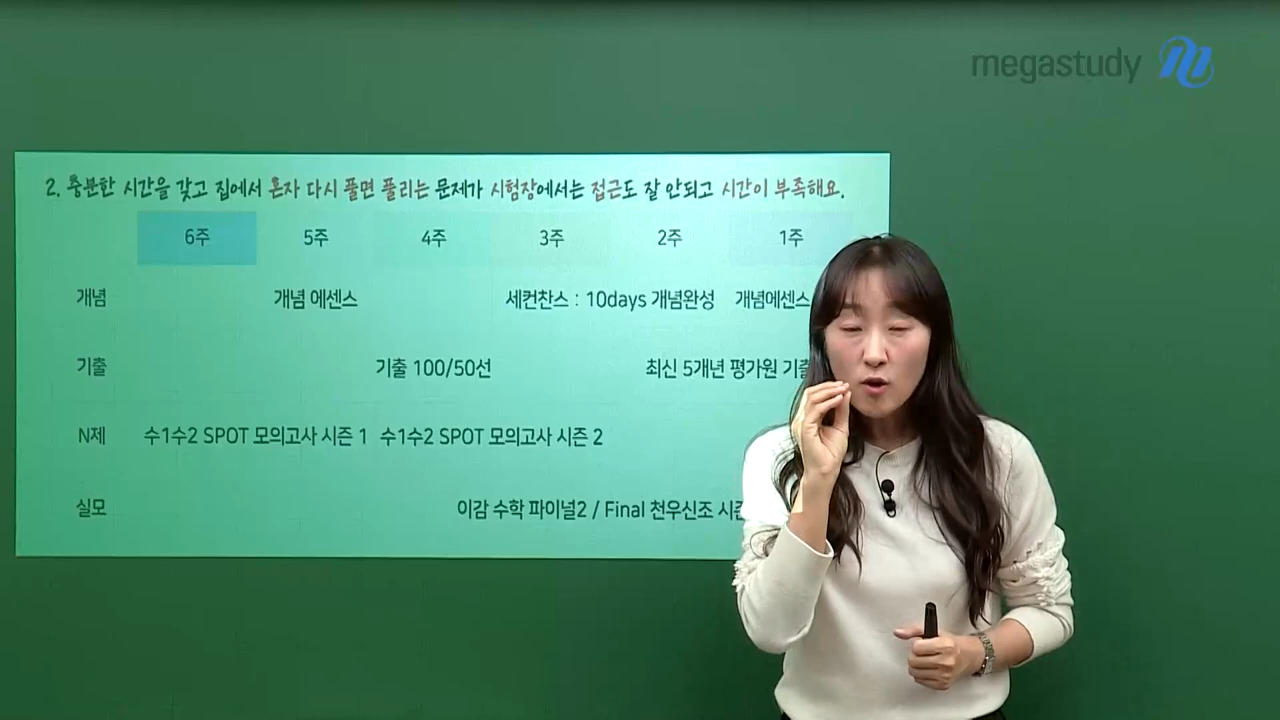 megastudy
2. 충분한 시간을 갖고 집에서 혼자 다시 풀면 풀리는 문제가 시험장에서는 접근도 잘 안되고 시간이 부족해요.
6주 5주 4주 3주 2주 1주
개념 개념 에센스 세컨찬스 : 10days 개념완성 개념에센스
기출 기출 100/50선 최신 5개년 평가원 기출
N제 수1수2 SPOT 모의고사 시즌 1 수1수2 SPOT 모의고사 시즌 2
실모 이감 수학 파이널2 / Final 천우신조 시즌